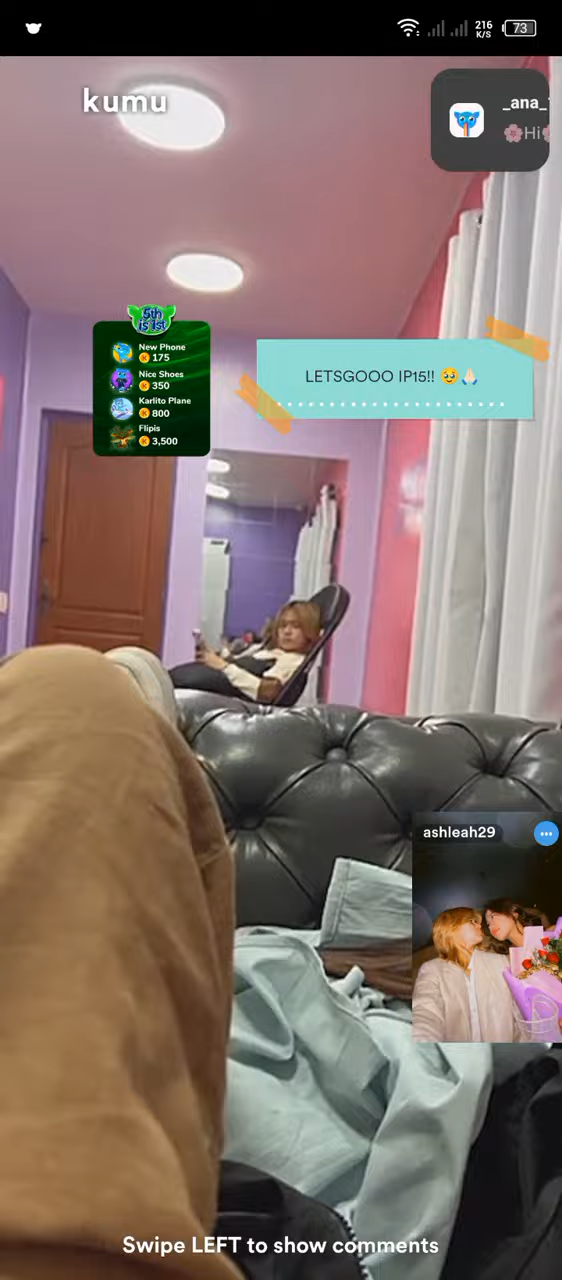 216
K/S
73
kumu
_ana_
🌸Hi
5th
is 1st
New Phone
175
Nice Shoes
350
Karlito Plane
800
Flipis
3,500
LETSGOOO IP15!! 🥹🙏🏻
ashleah29
Swipe LEFT to show comments